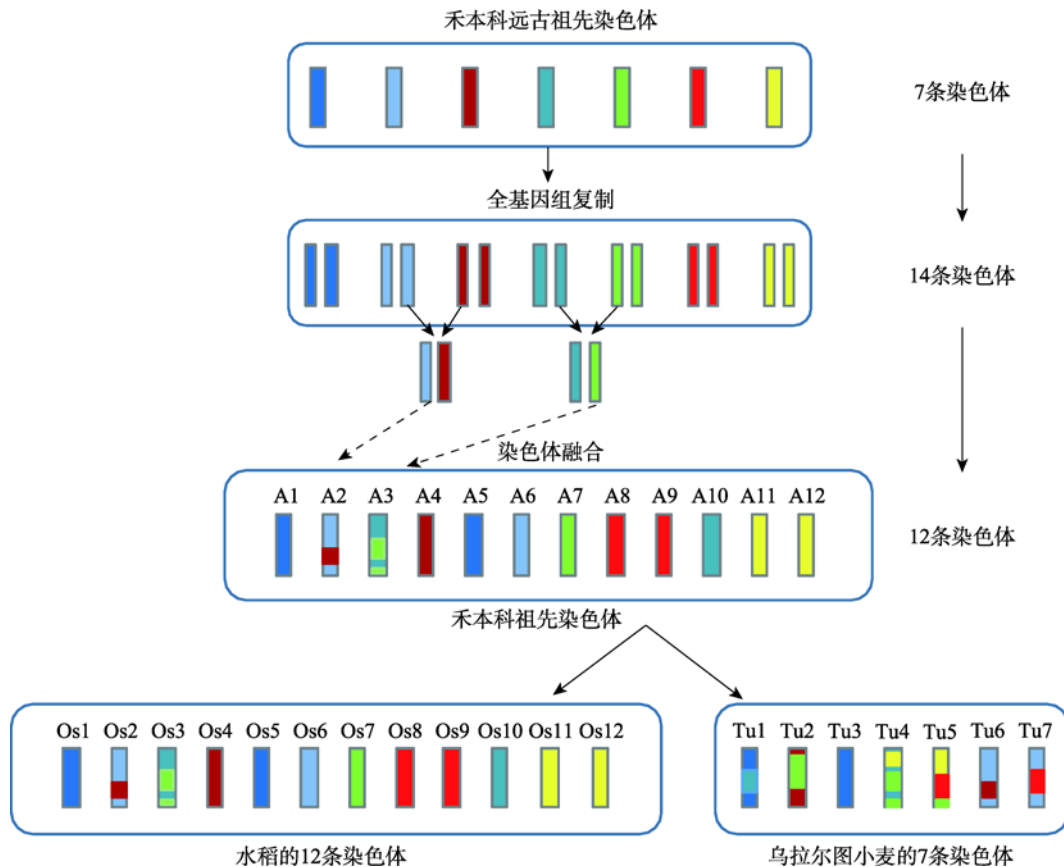 禾本科远古祖先染色体
7条染色体
全基因组复制
14条染色体
染色体融合
A1 A2 A3 A4 A5 A6 A7 A8 A9 A10 A11 A12
12条染色体
禾本科祖先染色体
Os1 Os2 Os3 Os4 Os5 Os6 Os7 Os8 Os9 Os10 Os11 Os12
Tu1 Tu2 Tu3 Tu4 Tu5 Tu6 Tu7
水稻的12条染色体
乌拉尔图小麦的7条染色体